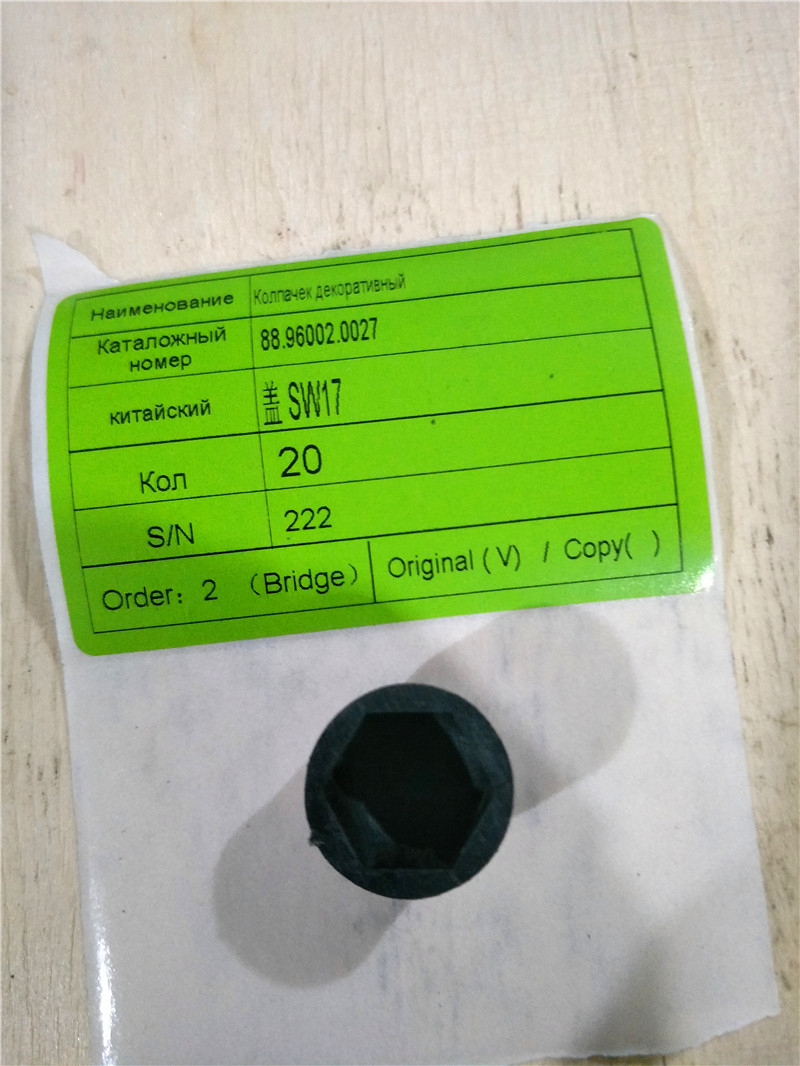 Наименование Колпачек декоративный
Каталожный номер 88.96002.0027
китайский 盖 SW17
Кол 20
S/N 222
Order: 2 （Bridge） Original ( V) / Copy( )